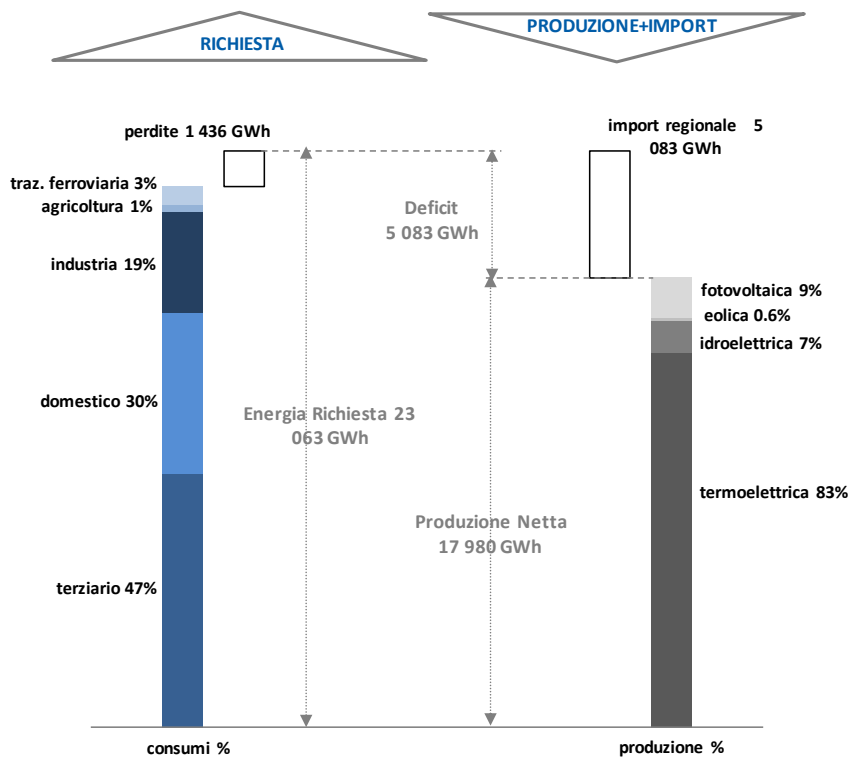 RICHIESTA
PRODUZIONE+IMPORT
perdite 1 436 GWh
import regionale 5
083 GWh
traz. ferroviaria 3%
agricoltura 1%
industria 19%
domestico 30%
terziario 47%
Deficit
5 083 GWh
Energia Richiesta 23
063 GWh
Produzione Netta
17 980 GWh
fotovoltaica 9%
eolica 0.6%
idroelettrica 7%
termoelettrica 83%
consumi %
produzione %